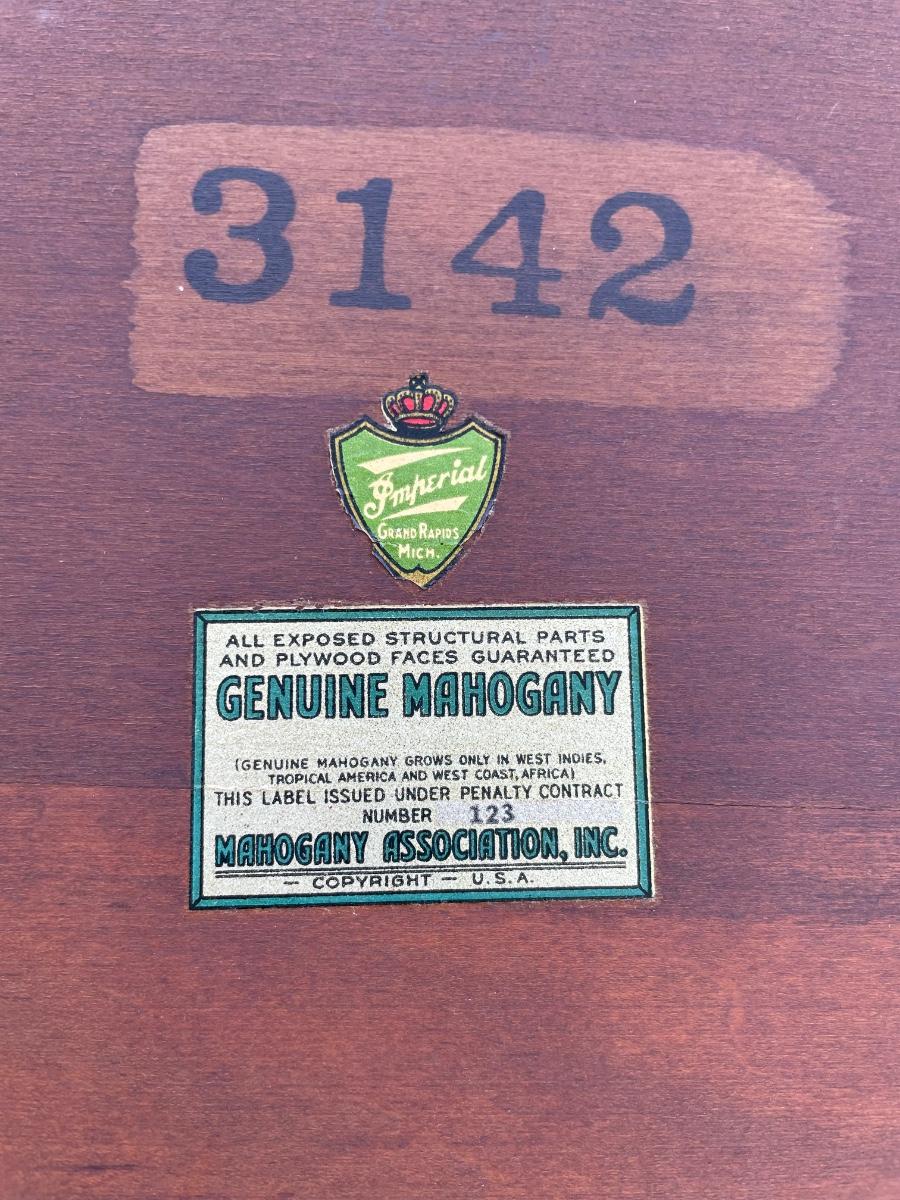 3142
Imperial
GRAND RAPIDS
MICH.
ALL EXPOSED STRUCTURAL PARTS
AND PLYWOOD FACES GUARANTEED
GENUINE MAHOGANY
(GENUINE MAHOGANY GROWS ONLY IN WEST INDIES,
TROPICAL AMERICA AND WEST COAST, AFRICA)
THIS LABEL ISSUED UNDER PENALTY CONTRACT
NUMBER 123
MAHOGANY ASSOCIATION, INC.
— COPYRIGHT — U.S.A.